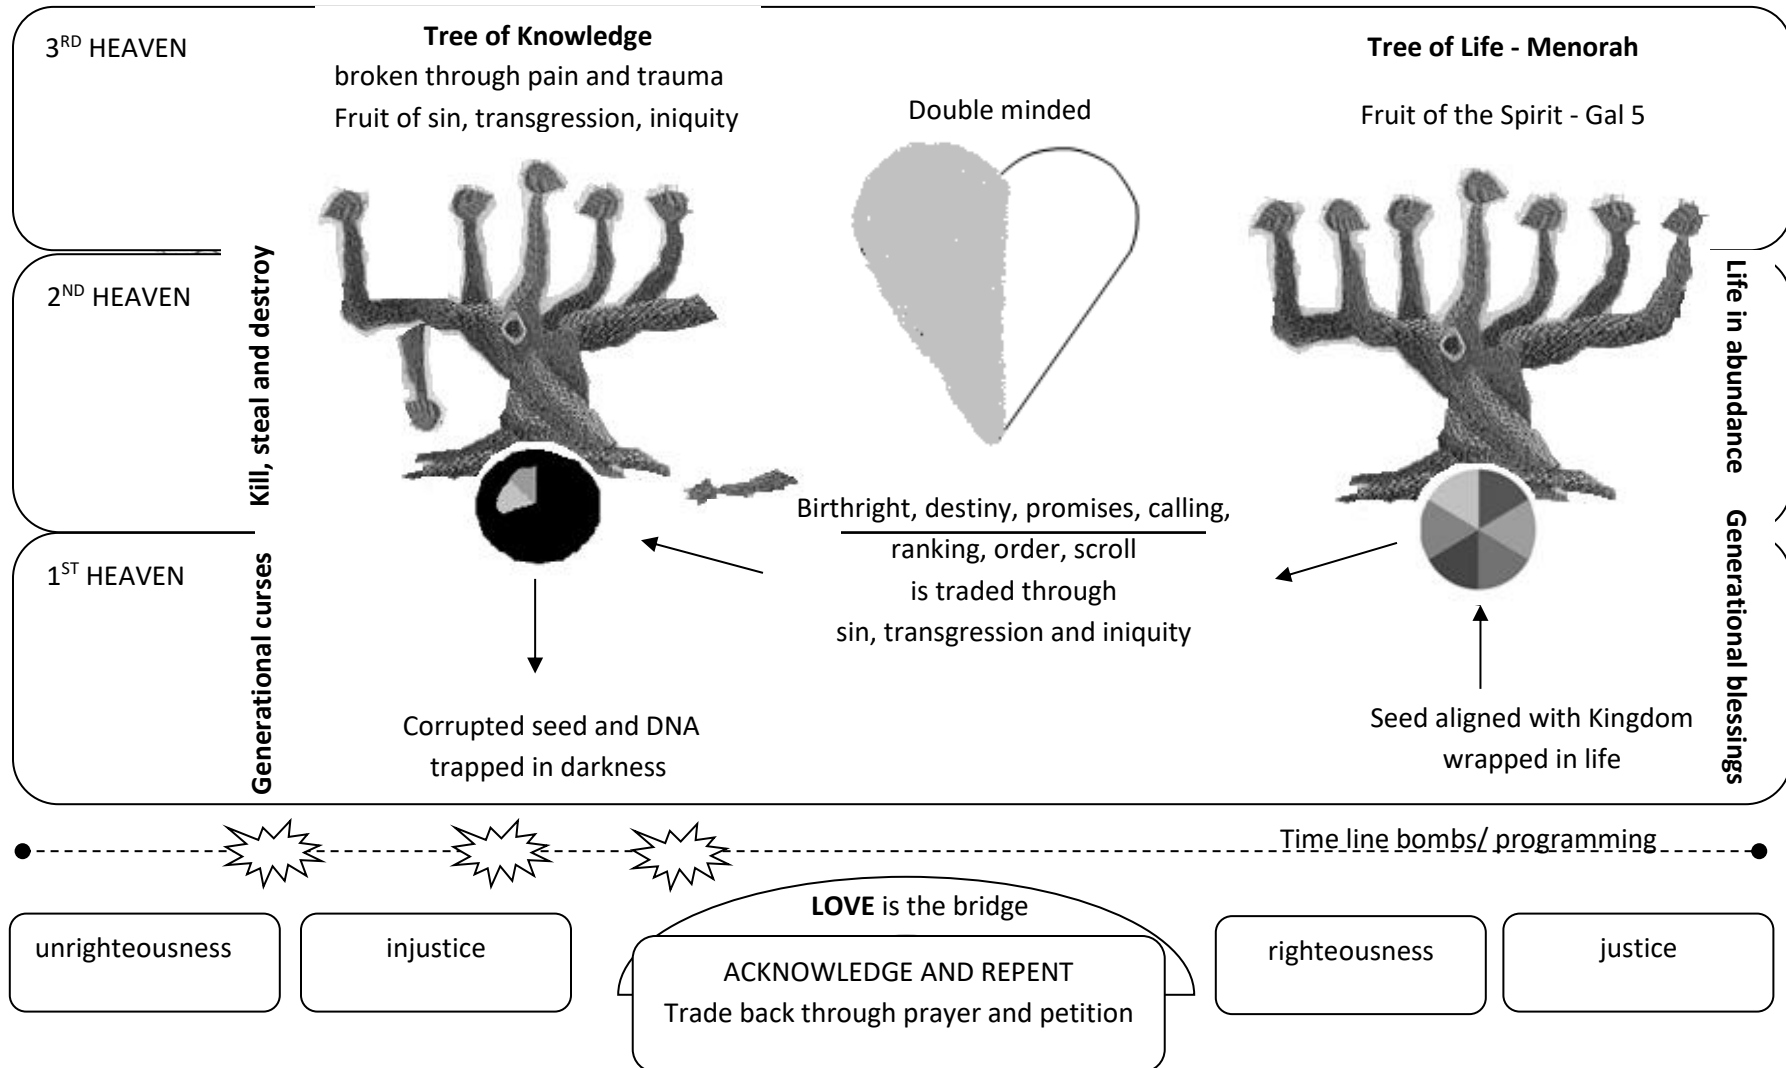 3RD HEAVEN
Tree of Knowledge
broken through pain and trauma
Fruit of sin, transgression, iniquity
Double minded
Tree of Life - Menorah
Fruit of the Spirit - Gal 5
2ND HEAVEN
Kill, steal and destroy
Life in abundance
Birthright, destiny, promises, calling,
ranking, order, scroll
is traded through
sin, transgression and iniquity
1ST HEAVEN
Generational curses
Generational blessings
Corrupted seed and DNA
trapped in darkness
Seed aligned with Kingdom
wrapped in life
Time line bombs/ programming
LOVE is the bridge
unrighteousness
injustice
ACKNOWLEDGE AND REPENT
Trade back through prayer and petition
righteousness
justice